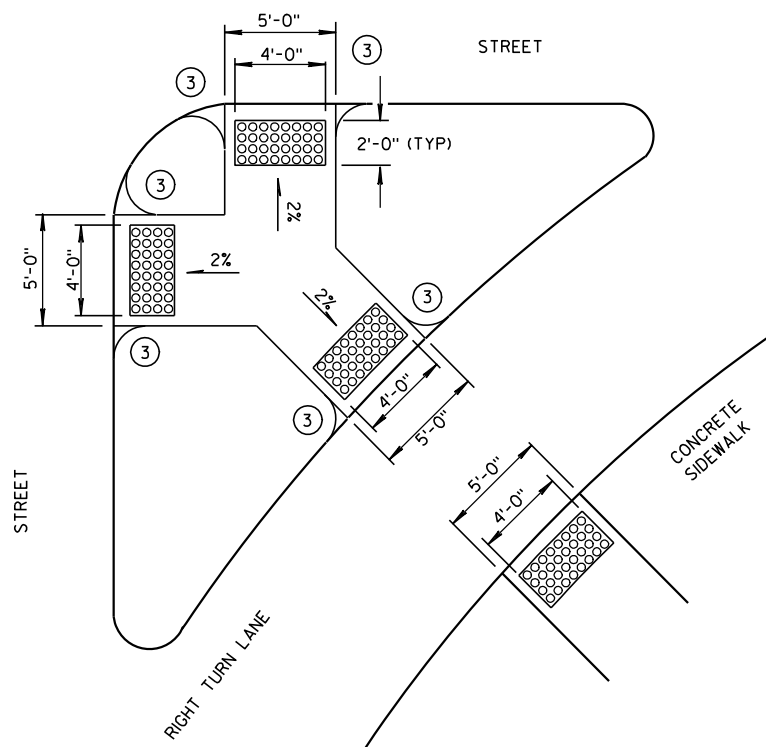 5'-0"
3
STREET
4'-0"
3
2'-0" (TYP)
3
2%
5'-0"
4'-0"
2%
2%
3
3
4'-0"
5'-0"
3
CONCRETE
SIDEWALK
5'-0"
4'-0"
STREET
RIGHT TURN LANE